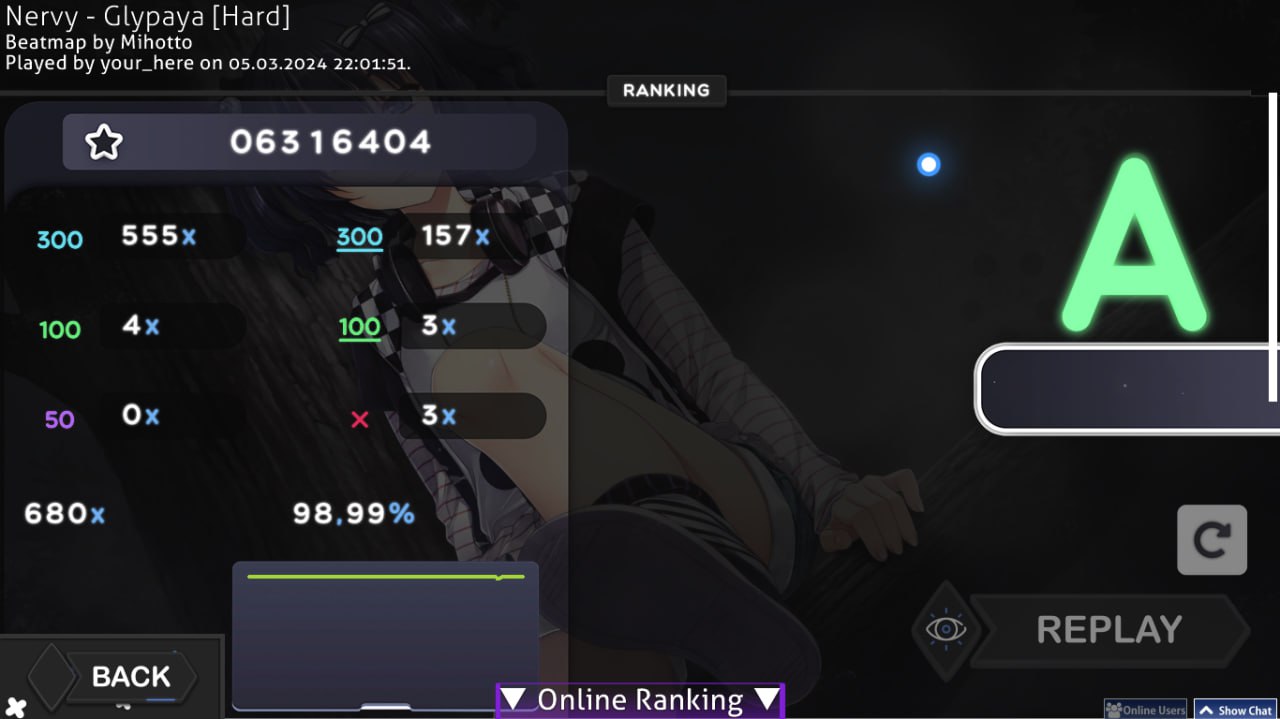 Nervy - Glypaya [Hard]
Beatmap by Mihotto
Played by your_here on 05.03.2024 22:01:51.
RANKING
06316404
300 555x 300 157x
100 4x 100 3x
50 0x × 3x
680x 98,99%
A
REPLAY
BACK
▼ Online Ranking ▼
Online Users
Show Chat